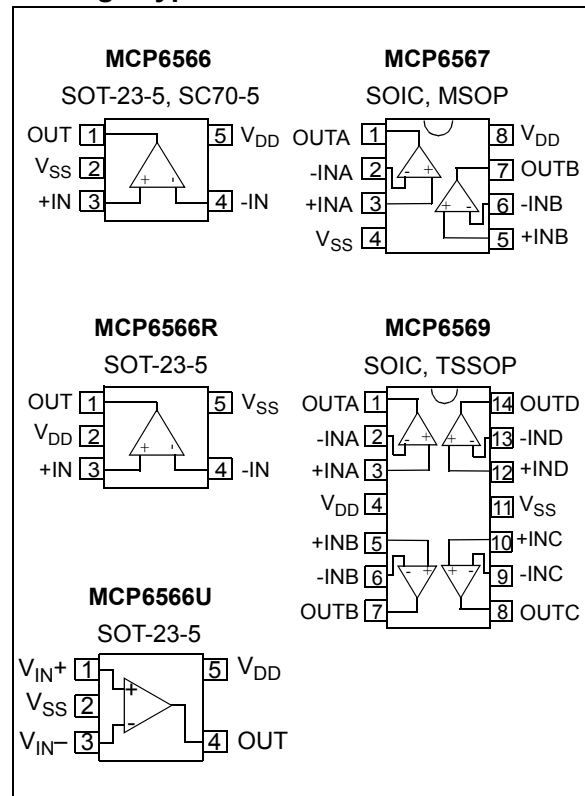 MCP6566
SOT-23-5, SC70-5
OUT 1
5 VDD
VSS 2
+IN 3
4 -IN
+ -
MCP6567
SOIC, MSOP
OUTA 1
8 VDD
-INA 2
7 OUTB
+INA 3
6 -INB
VSS 4
5 +INB
- +
+ -
MCP6566R
SOT-23-5
OUT 1
5 VSS
VDD 2
+IN 3
4 -IN
+ -
MCP6569
SOIC, TSSOP
OUTA 1
14 OUTD
-INA 2
13 -IND
+INA 3
12 +IND
VDD 4
11 VSS
+INB 5
10 +INC
-INB 6
9 -INC
OUTB 7
8 OUTC
- +
+ -
- +
+ -
MCP6566U
SOT-23-5
VIN+ 1
5 VDD
VSS 2
VIN– 3
4 OUT
+
-